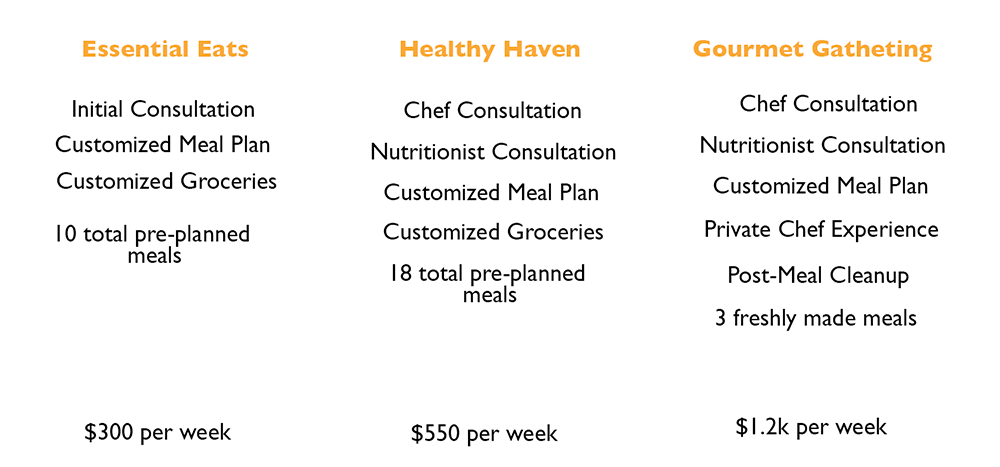 Essential Eats
Initial Consultation
Customized Meal Plan
Customized Groceries
10 total pre-planned
meals
$300 per week
Healthy Haven
Chef Consultation
Nutritionist Consultation
Customized Meal Plan
Customized Groceries
18 total pre-planned
meals
$550 per week
Gourmet Gatheting
Chef Consultation
Nutritionist Consultation
Customized Meal Plan
Private Chef Experience
Post-Meal Cleanup
3 freshly made meals
$1.2k per week